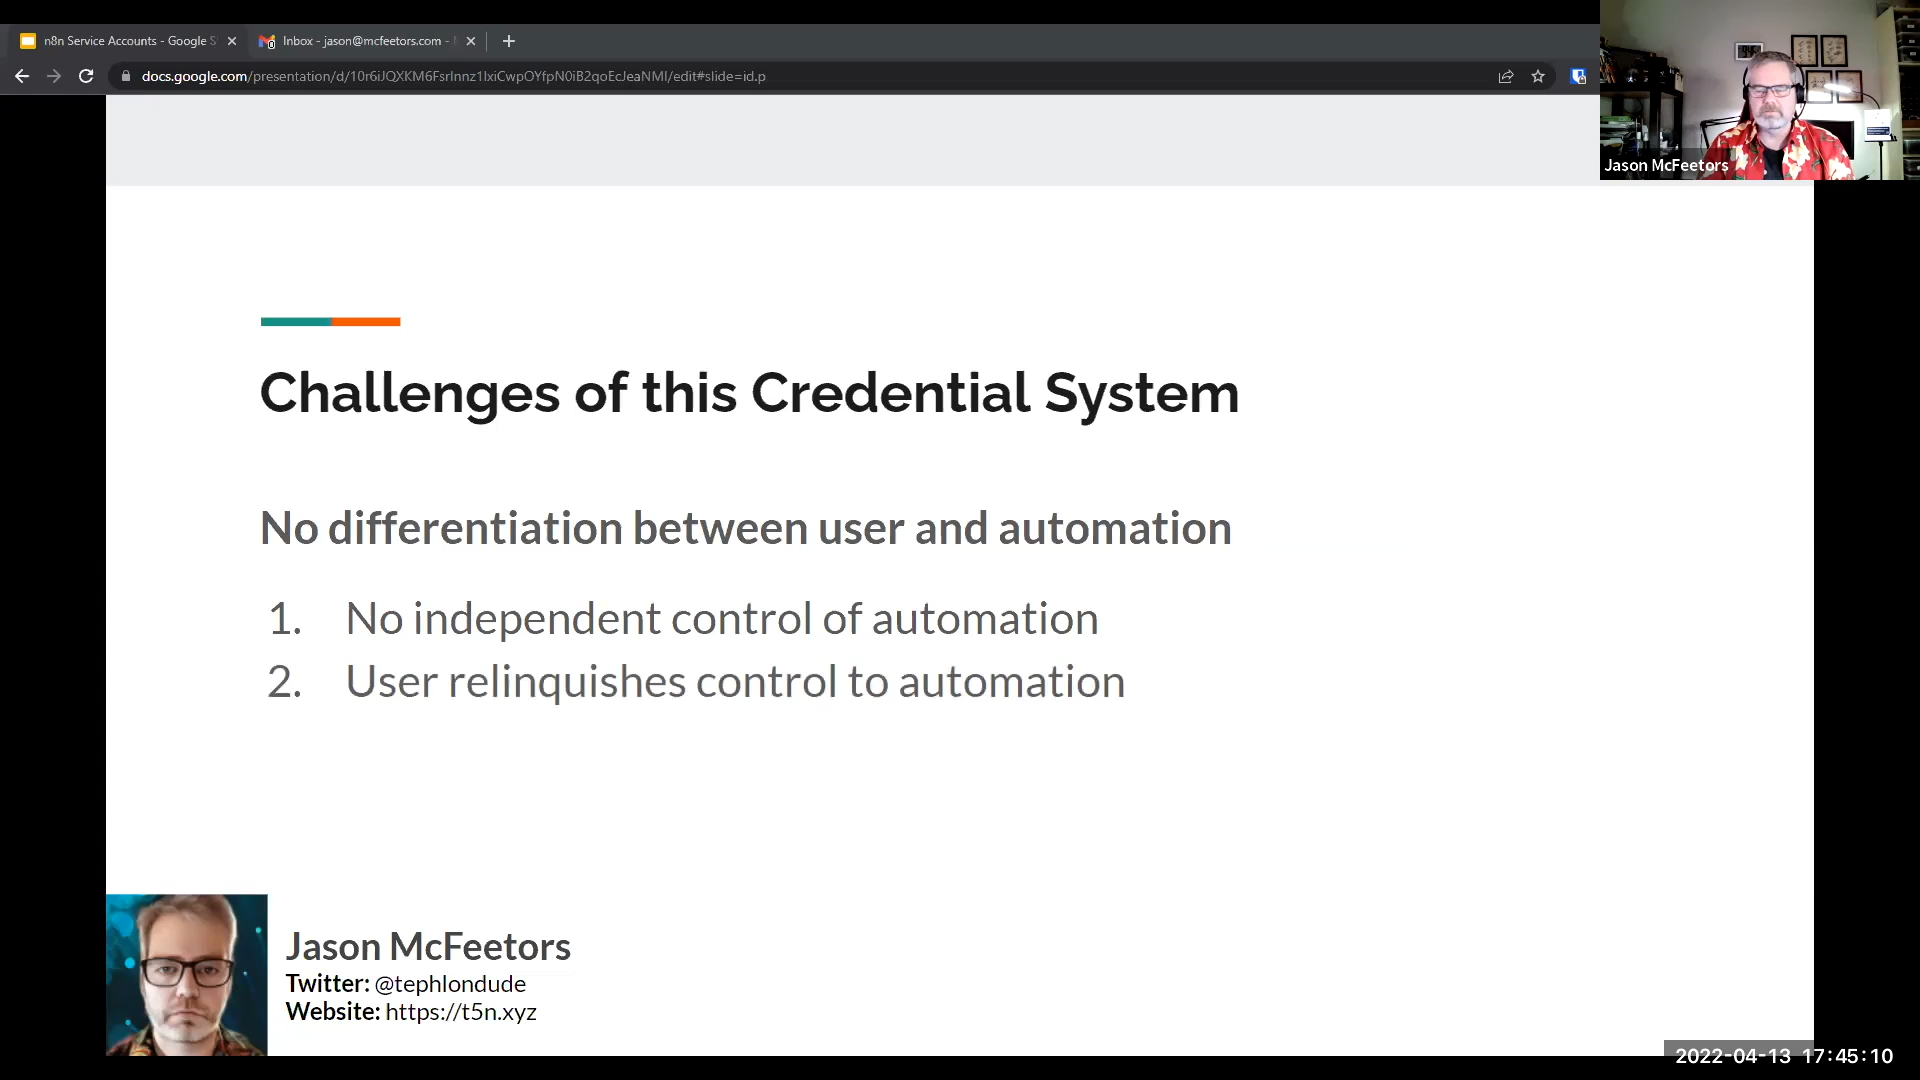 n8n Service Accounts - Google S
Inbox - jason@mcfeetors.com -
docs.google.com/presentation/d/10r6iJQXKM6FsrInnz1lxiCwpOYfpN0iB2qoEcJeaNMI/edit#slide=id.p
Jason McFeetors
Challenges of this Credential System
No differentiation between user and automation
1. No independent control of automation
2. User relinquishes control to automation
Jason McFeetors
Twitter: @tephlondude
Website: https://t5n.xyz
2022-04-13 17:45:10